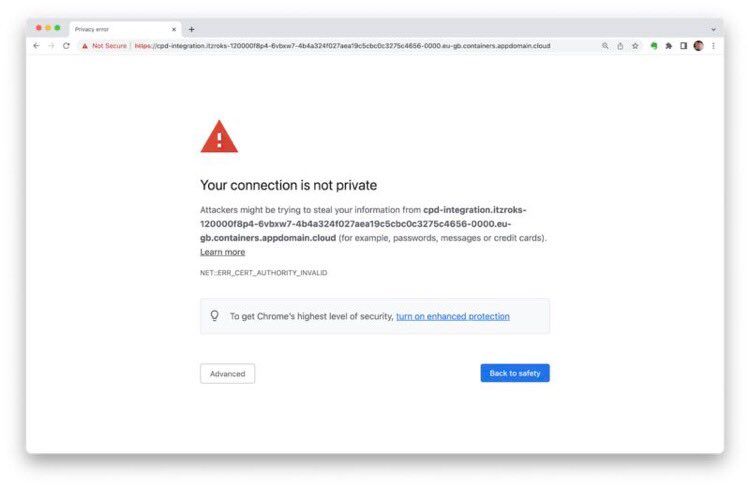 Privacy error
Not Secure | https://cpd-integration.itzroks-120000f8p4-6vbxw7-4b4a324f027aea19c5cbc0c3275c4656-0000.eu-gb.containers.appdomain.cloud
Your connection is not private
Attackers might be trying to steal your information from cpd-integration.itzroks-
120000f8p4-6vbxw7-4b4a324f027aea19c5cbc0c3275c4656-0000.eu-
gb.containers.appdomain.cloud (for example, passwords, messages or credit cards).
Learn more
NET::ERR_CERT_AUTHORITY_INVALID
To get Chrome's highest level of security, turn on enhanced protection
Advanced
Back to safety